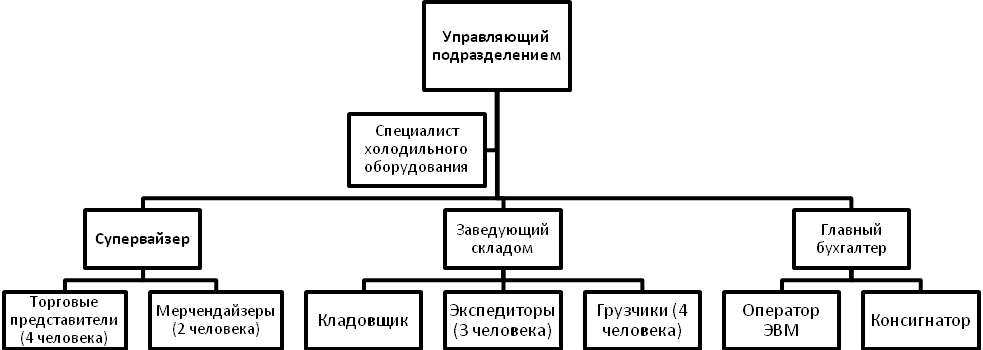 Управляющий
подразделением
Специалист
холодильного
оборудования
Супервайзер
Заведующий
складом
Главный
бухгалтер
Торговые
представители
(4 человека)
Мерчендайзеры
(2 человека)
Кладовщик
Экспедиторы
(3 человека)
Грузчики (4
человека)
Оператор
ЭВМ
Консигнатор